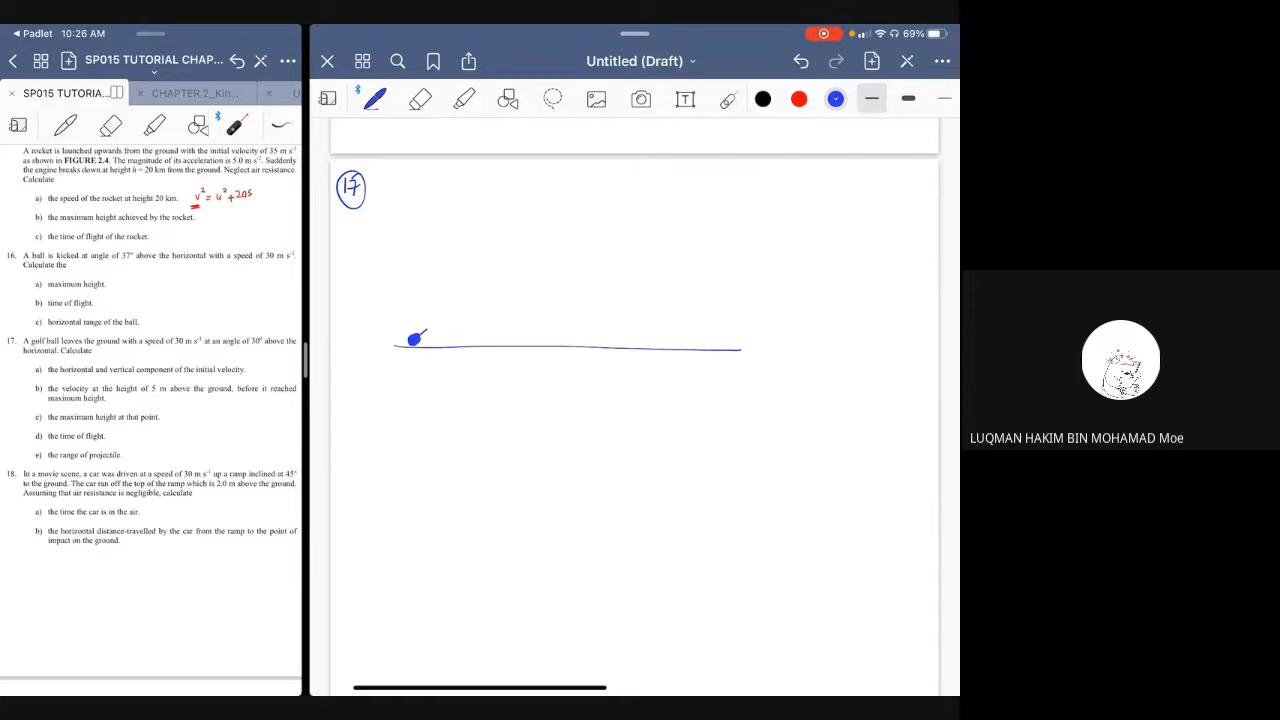 Padlet 10:26 AM
69%
SP015 TUTORIAL CHAP...
Untitled (Draft)
SP015 TUTORIA...
CHAPTER 2_Kin...
U
A rocket is launched upwards from the ground with the initial velocity of 35 m s⁻¹
as shown in FIGURE 2.4. The magnitude of its acceleration is 5.0 m s⁻². Suddenly
the engine breaks down at height h = 20 km from the ground. Neglect air resistance.
Calculate
a) the speed of the rocket at height 20 km. v² = u² + 2as
b) the maximum height achieved by the rocket.
c) the time of flight of the rocket.
16. A ball is kicked at angle of 37° above the horizontal with a speed of 30 m s⁻¹.
Calculate the
a) maximum height.
b) time of flight.
c) horizontal range of the ball.
17. A golf ball leaves the ground with a speed of 30 m s⁻¹ at an angle of 30⁰ above the
horizontal. Calculate
a) the horizontal and vertical component of the initial velocity.
b) the velocity at the height of 5 m above the ground, before it reached
maximum height.
c) the maximum height at that point.
d) the time of flight.
e) the range of projectile.
18. In a movie scene, a car was driven at a speed of 30 m s⁻¹ up a ramp inclined at 45°
to the ground. The car ran off the top of the ramp which is 2.0 m above the ground.
Assuming that air resistance is negligible, calculate
a) the time the car is in the air.
b) the horizontal distance-travelled by the car from the ramp to the point of
impact on the ground.
17
LUQMAN HAKIM BIN MOHAMAD Moe